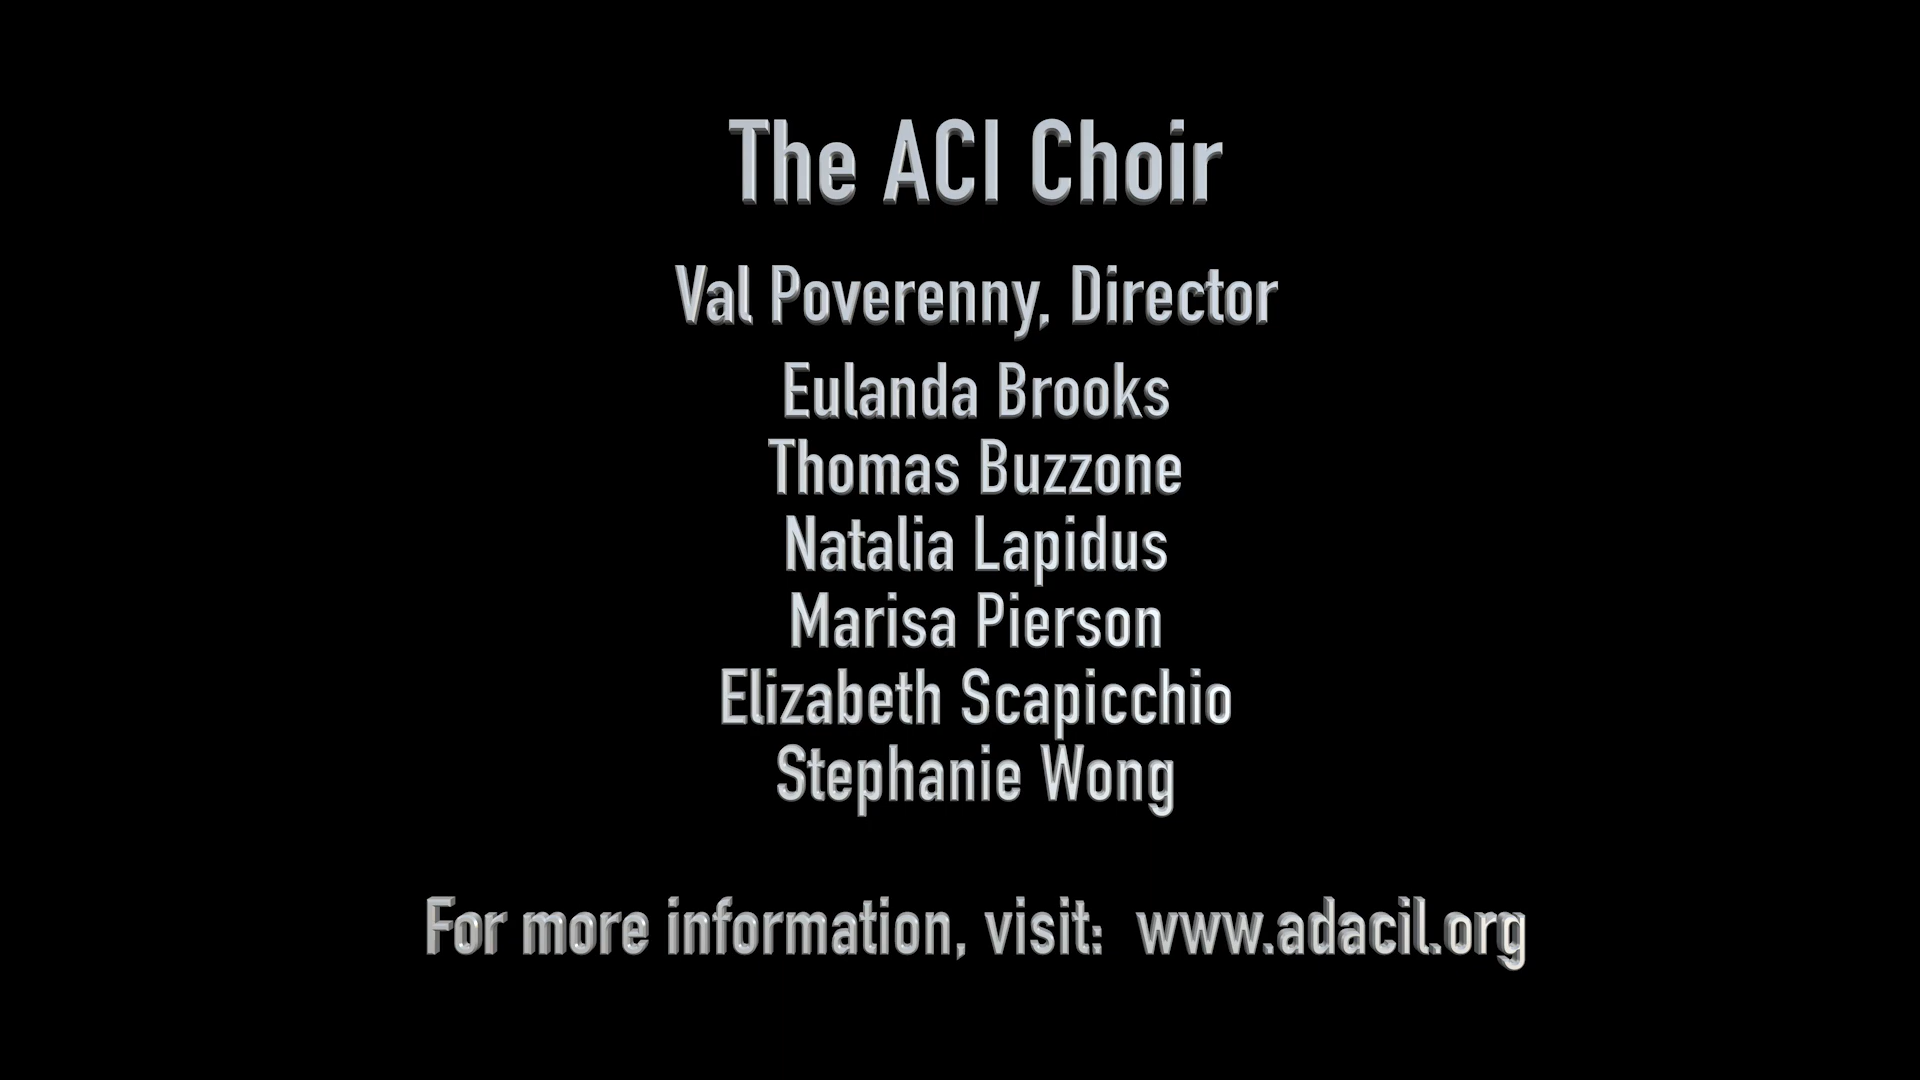 The ACI Choir
Val Poverenny, Director
Eulanda Brooks
Thomas Buzzone
Natalia Lapidus
Marisa Pierson
Elizabeth Scapicchio
Stephanie Wong
For more information, visit: www.adacil.org